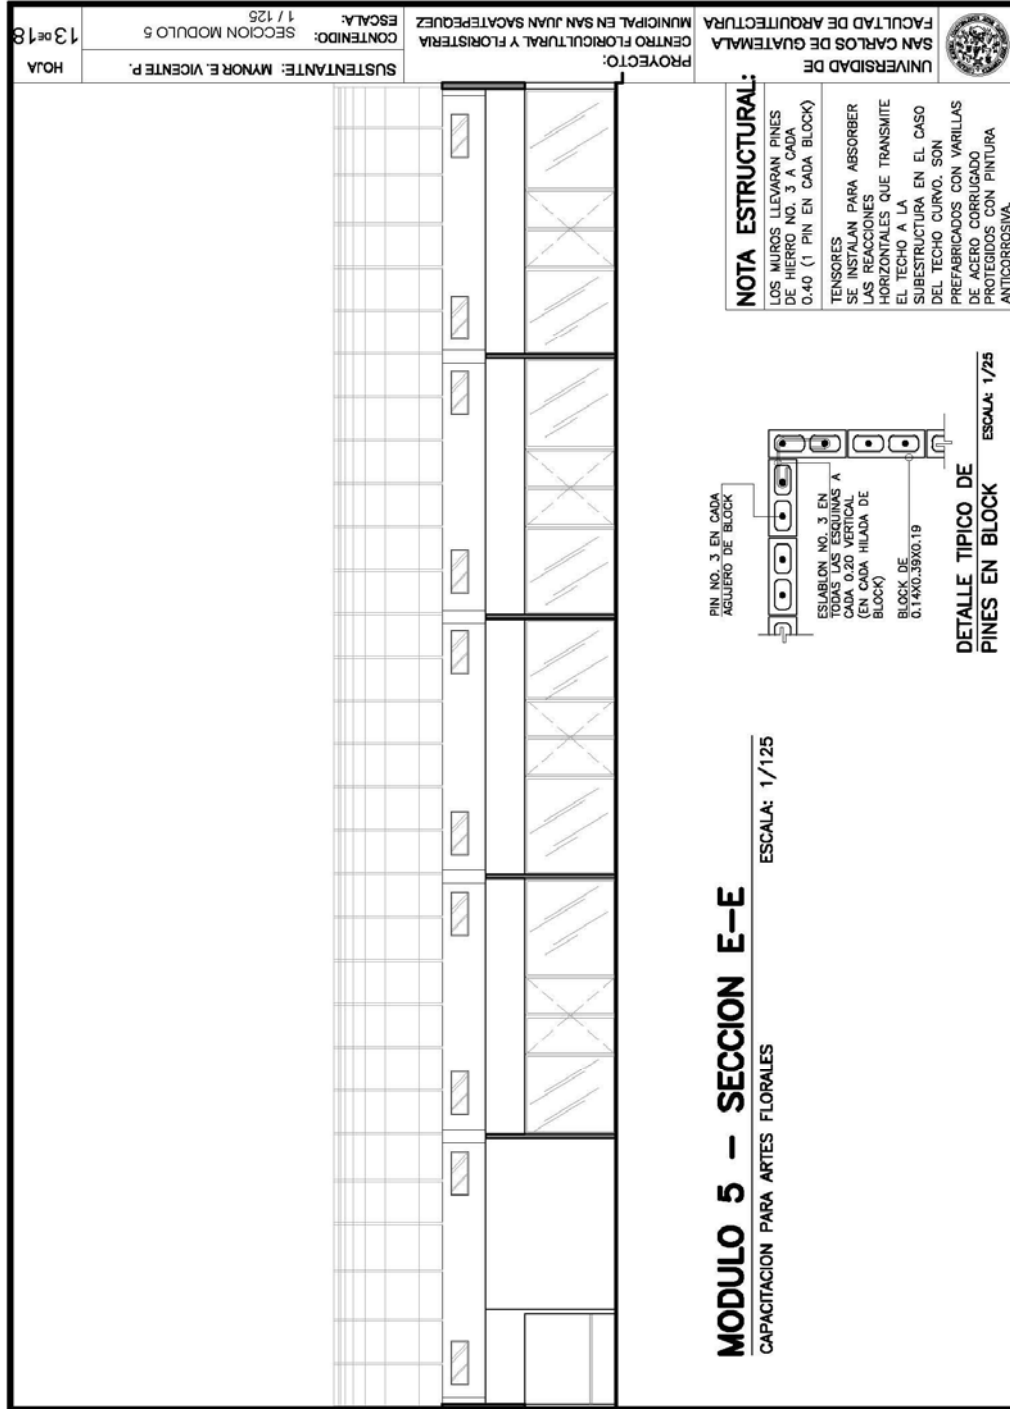 UNIVERSIDAD DE
SAN CARLOS DE GUATEMALA
FACULTAD DE ARQUITECTURA
PROYECTO:
CENTRO FLORICULTURAL Y FLORISTERIA
MUNICIPAL EN SAN JUAN SACATEPEQUEZ
SUSTENTANTE: MYNOR E. VICENTE P.
CONTENIDO: SECCION MODULO 5
ESCALA: 1 / 125
HOJA
13 DE 18
NOTA ESTRUCTURAL:
LOS MUROS LLEVARAN PINES
DE HIERRO NO. 3 A CADA
0.40 (1 PIN EN CADA BLOCK)
TENSORES
SE INSTALAN PARA ABSORBER
LAS REACCIONES
HORIZONTALES QUE TRANSMITE
EL TECHO A LA
SUBESTRUCTURA EN EL CASO
DEL TECHO CURVO. SON
PREFABRICADOS CON VARILLAS
DE ACERO CORRUGADO
PROTEGIDOS CON PINTURA
ANTICORROSIVA.
PIN NO. 3 EN CADA
AGUJERO DE BLOCK
ESLABLON NO. 3 EN
TODAS LAS ESQUINAS A
CADA 0.20 VERTICAL
(EN CADA HILADA DE
BLOCK)
BLOCK DE
0.14X0.39X0.19
DETALLE TIPICO DE
PINES EN BLOCK ESCALA: 1/25
MODULO 5 – SECCION E–E
CAPACITACION PARA ARTES FLORALES ESCALA: 1/125